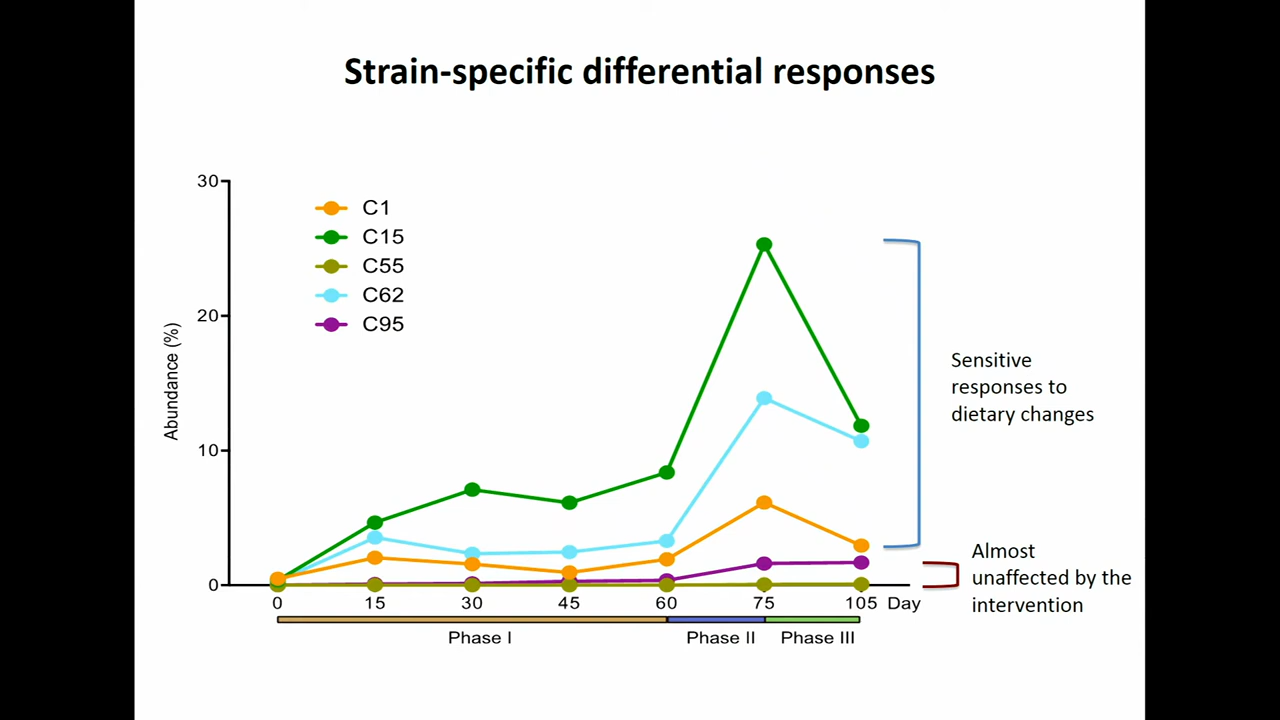 Strain-specific differential responses
30
20
10
0
Abundance (%)
C1
C15
C55
C62
C95
Sensitive
responses to
dietary changes
Almost
unaffected by the
intervention
0 15 30 45 60 75 105 Day
Phase I Phase II Phase III